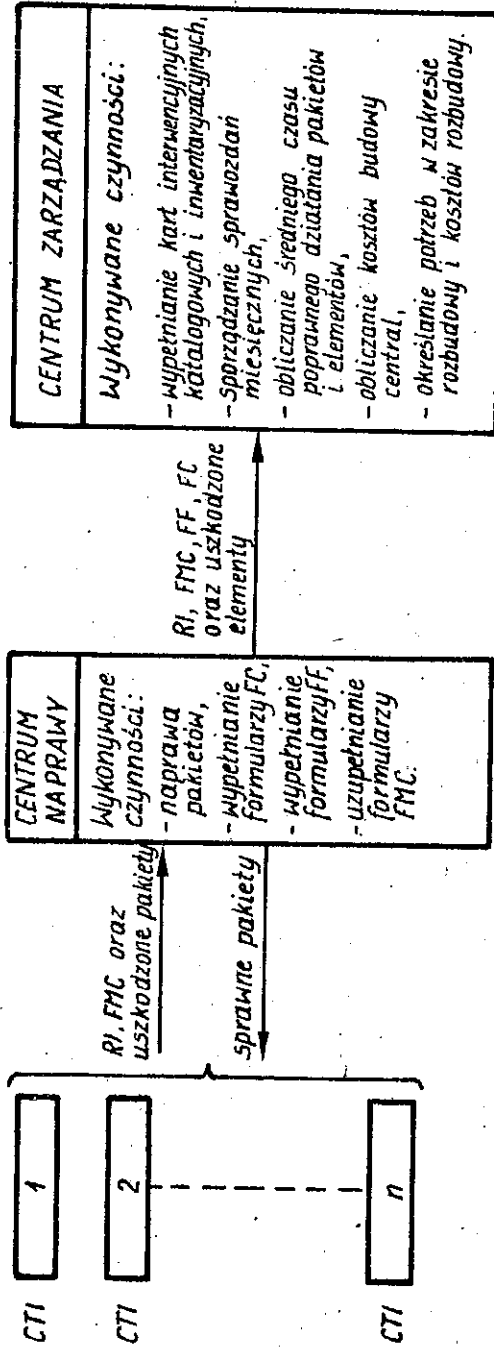 CTI
1
CTI
2
CTI
n
RI, FMC oraz
uszkodzone pakiety
sprawne pakiety
CENTRUM
NAPRAWY
Wykonywane
czynności:
- naprawa
pakietów,
- wypełnianie
formularzy FC,
- wypełnianie
formularzy FF,
- uzupełnianie
formularzy
FMC.
RI, FMC, FF, FC
oraz uszkodzone
elementy
CENTRUM ZARZĄDZANIA
Wykonywane czynności:
- wypełnianie kart interwencyjnych
katalogowych i inwentaryzacyjnych,
- sporządzanie sprawozdań
miesięcznych,
- obliczanie średniego czasu
poprawnego działania pakietów
i elementów,
- obliczanie kosztów budowy
central,
- określanie potrzeb w zakresie
rozbudowy i kosztów rozbudowy.